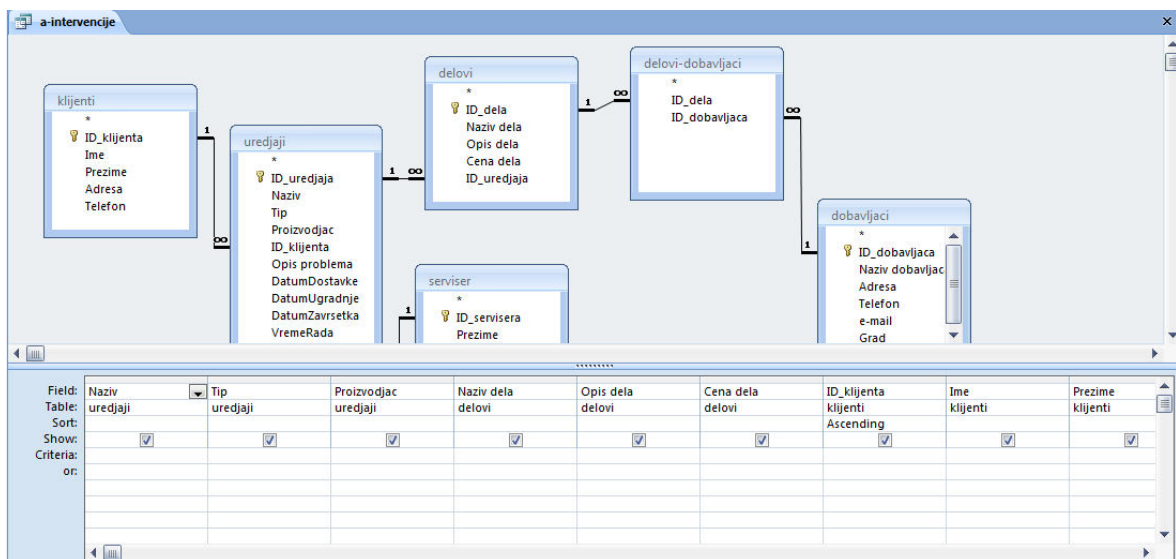 a-intervencije
klijenti
*
ID_klijenta
Ime
Prezime
Adresa
Telefon
1
∞
uredjaji
*
ID_uredjaja
Naziv
Tip
Proizvodjac
ID_klijenta
Opis problema
DatumDostavke
DatumUgradnje
DatumZavrsetka
VremeRada
1 ∞
delovi
*
ID_dela
Naziv dela
Opis dela
Cena dela
ID_uredjaja
1 ∞
delovi-dobavljaci
*
ID_dela
ID_dobavljaca
∞
1
serviser
*
ID_servisera
Prezime
1
dobavljaci
*
ID_dobavljaca
Naziv dobavljac
Adresa
Telefon
e-mail
Grad
Field: Naziv Tip Proizvodjac Naziv dela Opis dela Cena dela ID_klijenta Ime Prezime
Table: uredjaji uredjaji uredjaji delovi delovi delovi klijenti klijenti klijenti
Sort: Ascending
Show:
Criteria:
or: